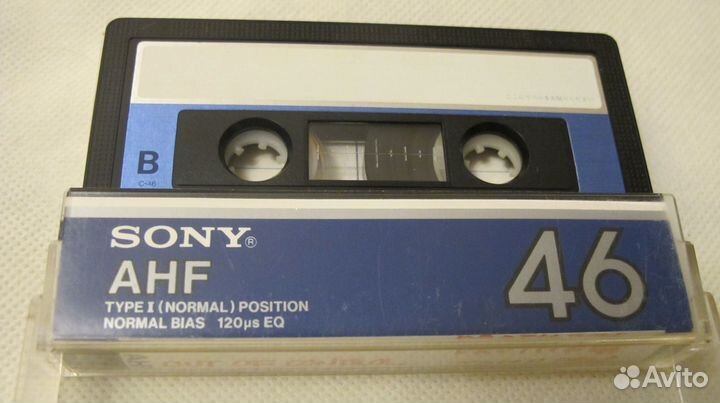 B
C-46
SONY®
AHF
46
TYPE I (NORMAL) POSITION
NORMAL BIAS 120µs EQ
Avito